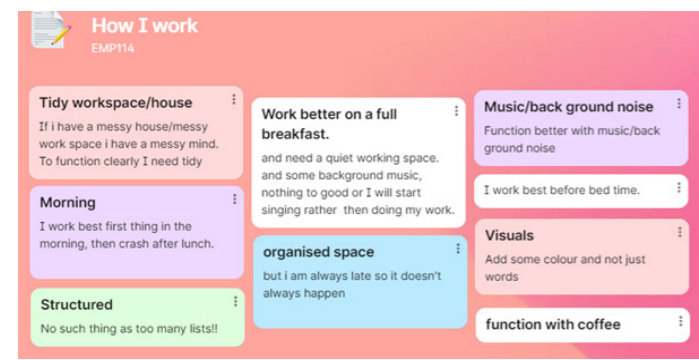 How I work
EMP114
Tidy workspace/house
If i have a messy house/messy
work space i have a messy mind.
To function clearly I need tidy
Morning
I work best first thing in the
morning, then crash after lunch.
Structured
No such thing as too many lists!!
Work better on a full
breakfast.
and need a quiet working space.
and some background music,
nothing to good or I will start
singing rather then doing my work.
organised space
but i am always late so it doesn't
always happen
Music/back ground noise
Function better with music/back
ground noise
I work best before bed time.
Visuals
Add some colour and not just
words
function with coffee